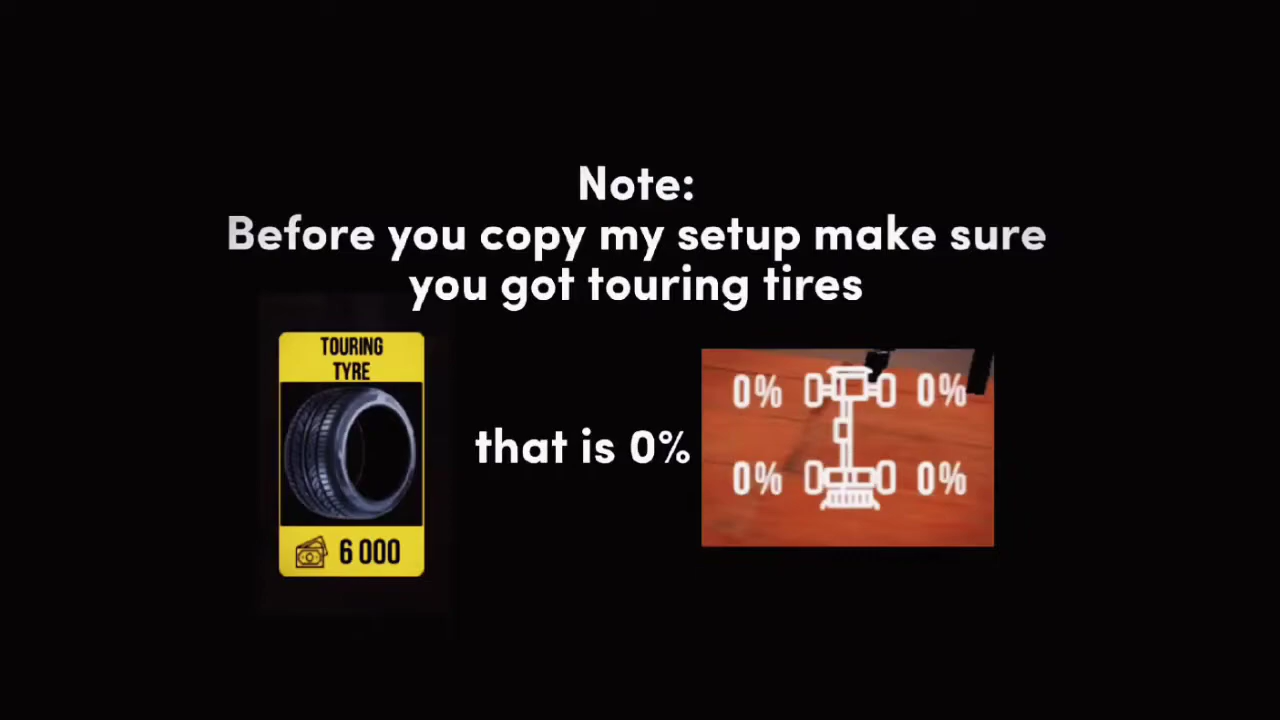 Note:
Before you copy my setup make sure
you got touring tires
TOURING
TYRE
6 000
that is 0%
0% 0%
0% 0%